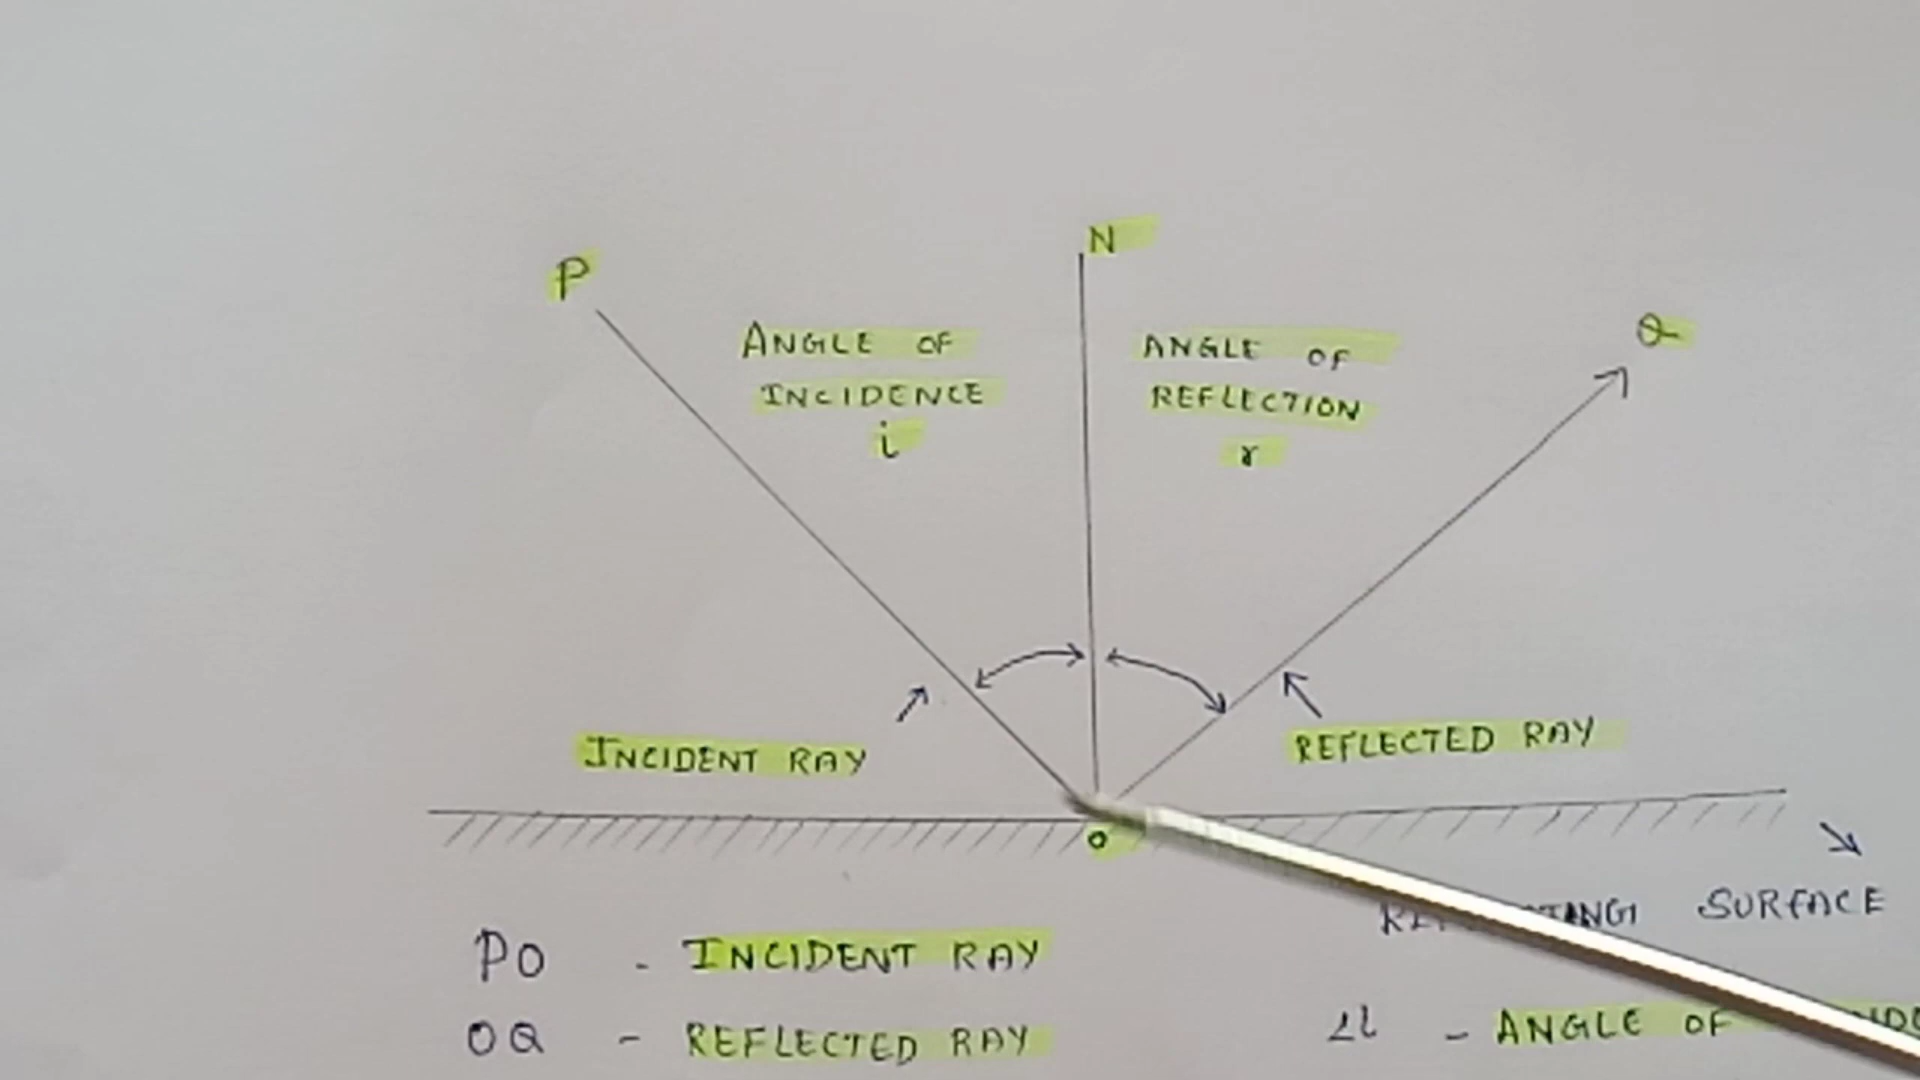 N
P
Q
ANGLE OF
INCIDENCE
i
ANGLE OF
REFLECTION
r
INCIDENT RAY
REFLECTED RAY
O
SURFACE
PO - INCIDENT RAY
OQ - REFLECTED RAY
∠i - ANGLE OF